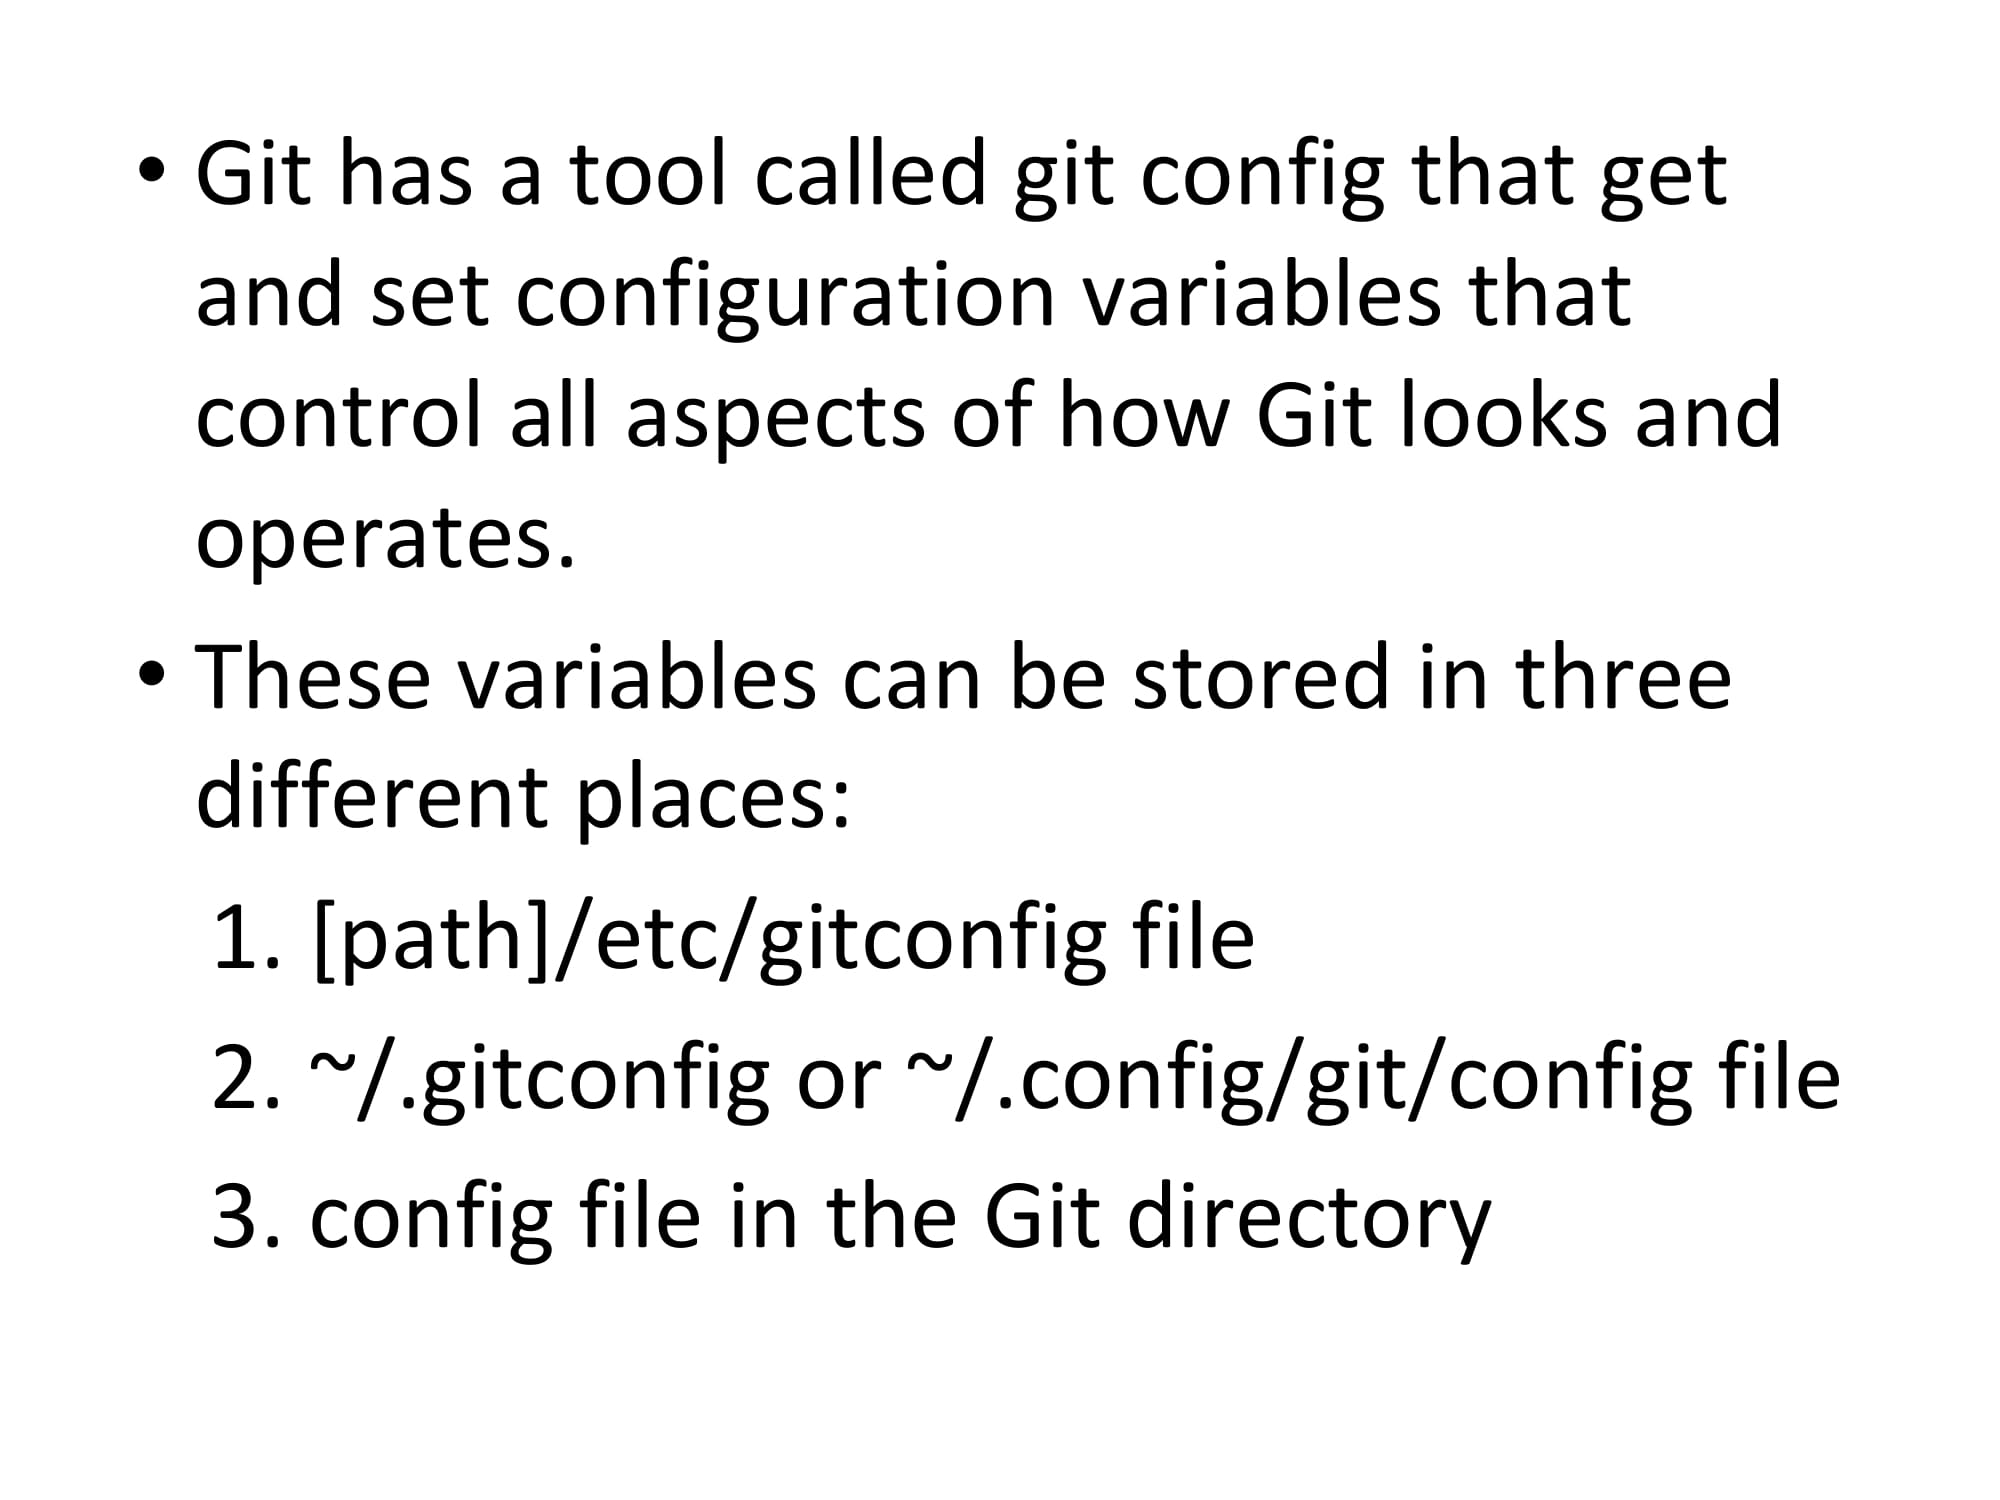 • Git has a tool called git config that get
and set configuration variables that
control all aspects of how Git looks and
operates.
• These variables can be stored in three
different places:
1. [path]/etc/gitconfig file
2. ~/.gitconfig or ~/.config/git/config file
3. config file in the Git directory